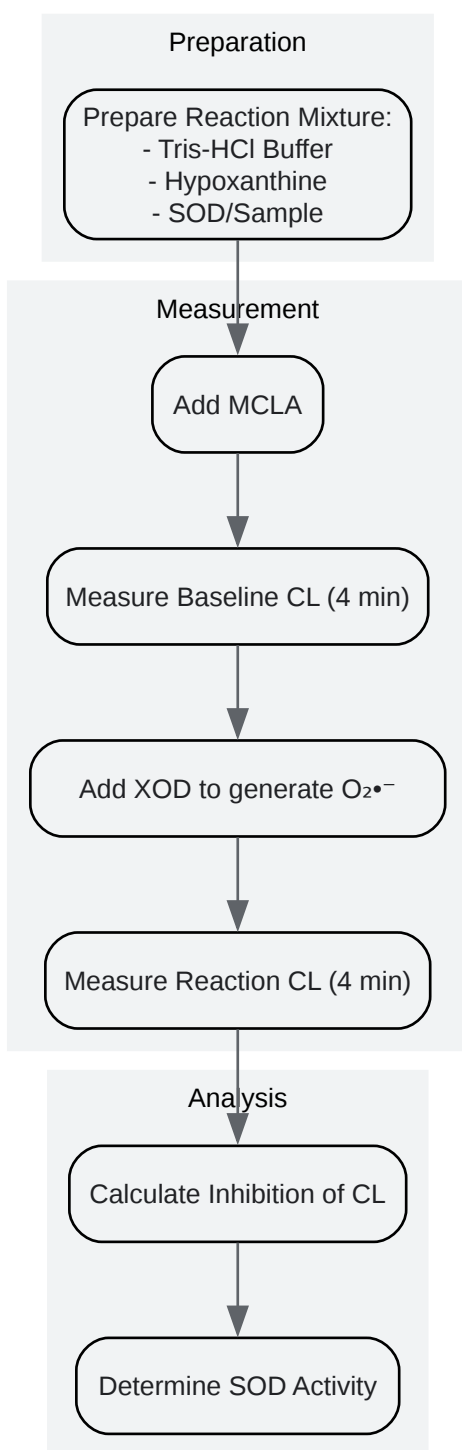 Preparation
Prepare Reaction Mixture:
- Tris-HCl Buffer
- Hypoxanthine
- SOD/Sample
Measurement
Add MCLA
Measure Baseline CL (4 min)
Add XOD to generate O₂•⁻
Measure Reaction CL (4 min)
Analysis
Calculate Inhibition of CL
Determine SOD Activity